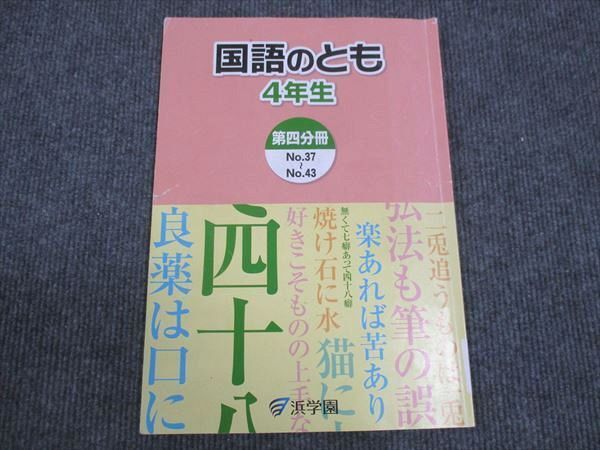 国語のとも
4年生
第四分冊
No.37
~
No.43
二兎追うものは
弘法も筆の誤
楽あれば苦あり
無くて七癖あって四十八癖
猫に
焼け石に水
好きこそものの上手な
四十八
良薬は口に
浜学園